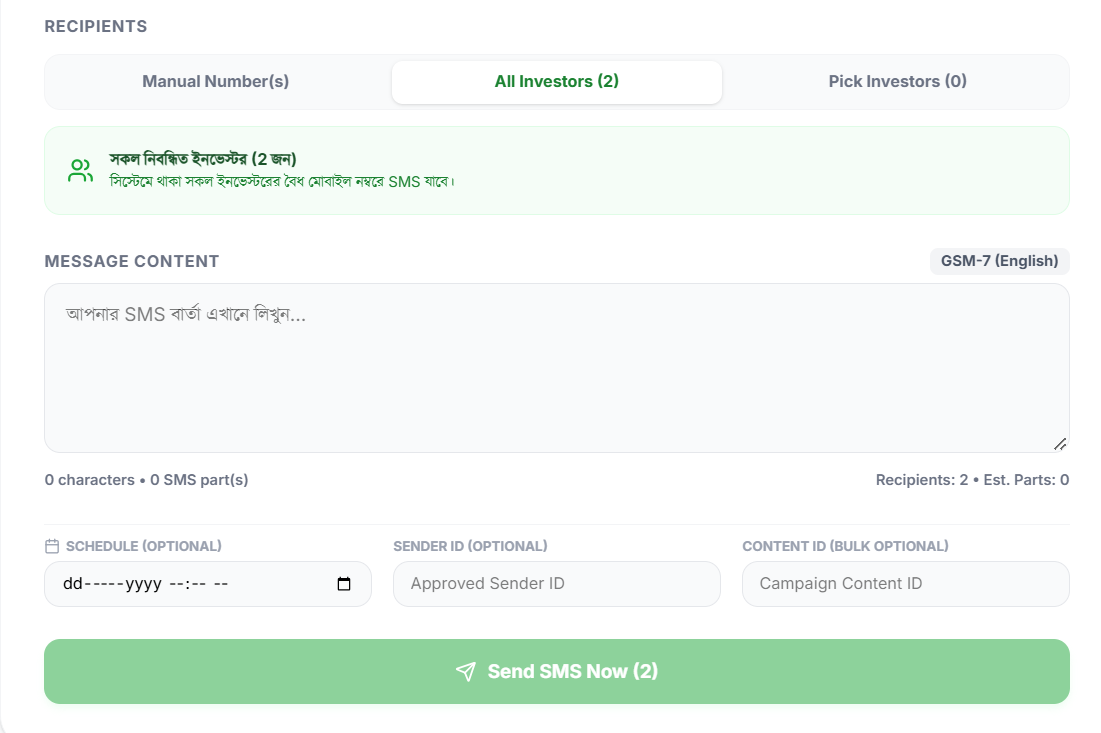 RECIPIENTS
Manual Number(s)
All Investors (2)
Pick Investors (0)
সকল নিবন্ধিত ইনভেস্টর (2 জন)
সিস্টেমে থাকা সকল ইনভেস্টরের বৈধ মোবাইল নম্বরে SMS যাবে।
MESSAGE CONTENT
GSM-7 (English)
আপনার SMS বার্তা এখানে লিখুন...
0 characters • 0 SMS part(s)
Recipients: 2 • Est. Parts: 0
SCHEDULE (OPTIONAL)
SENDER ID (OPTIONAL)
CONTENT ID (BULK OPTIONAL)
dd-----yyyy --:-- --
Approved Sender ID
Campaign Content ID
Send SMS Now (2)